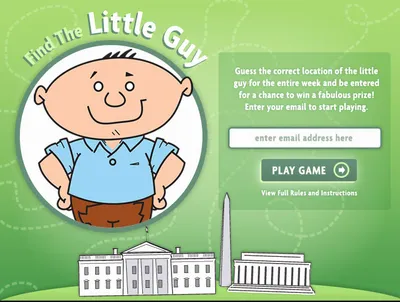 Find The Little Guy
Guess the correct location of the little
guy for the entire week and be entered
for a chance to win a fabulous prize!
Enter your email to start playing.
enter email address here
PLAY GAME
View Full Rules and Instructions